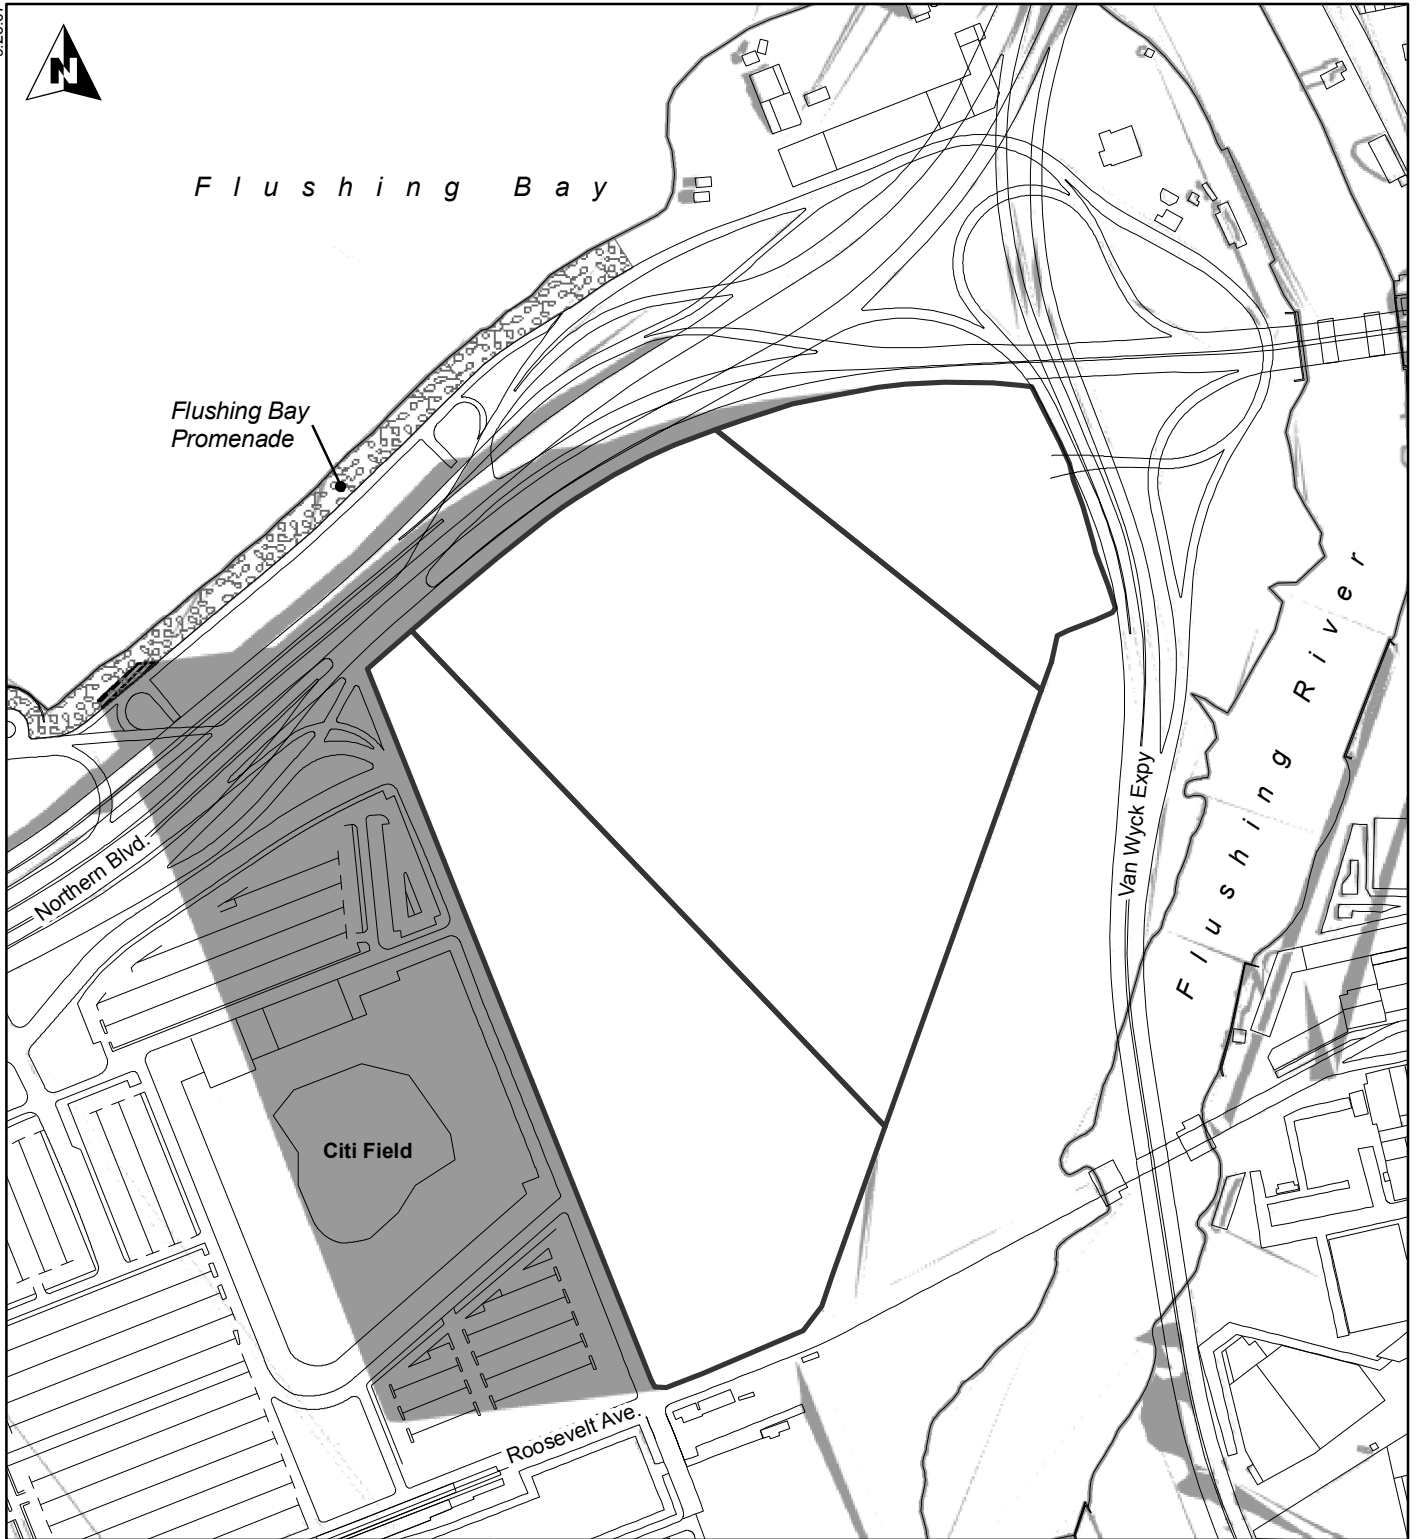 N
Flushing Bay
Flushing Bay
Promenade
Northern Blvd.
Van Wyck Expy
Flushing River
Citi Field
Roosevelt Ave.